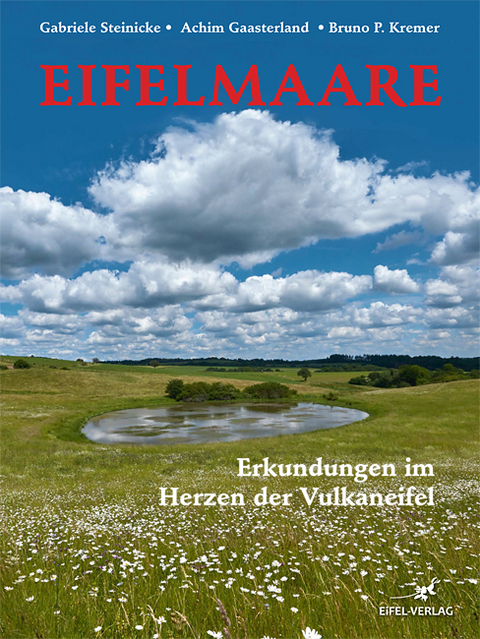 Gabriele Steinicke • Achim Gaasterland • Bruno P. Kremer
EIFELMAARE
Erkundungen im
Herzen der Vulkaneifel
EiFEL-VERLAG